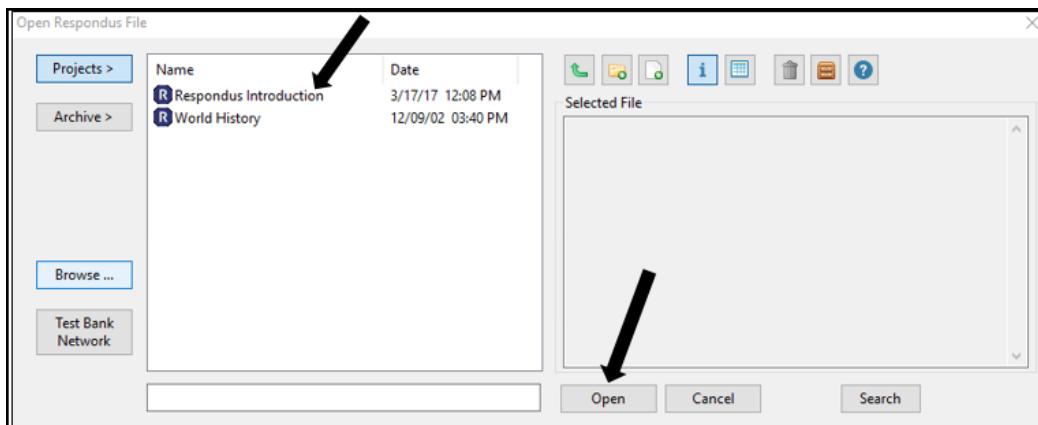 Open Respondus File
Projects >
Archive >
Browse ...
Test Bank
Network
Name Date
R Respondus Introduction 3/17/17 12:08 PM
R World History 12/09/02 03:40 PM
i ?
Selected File
Open Cancel Search